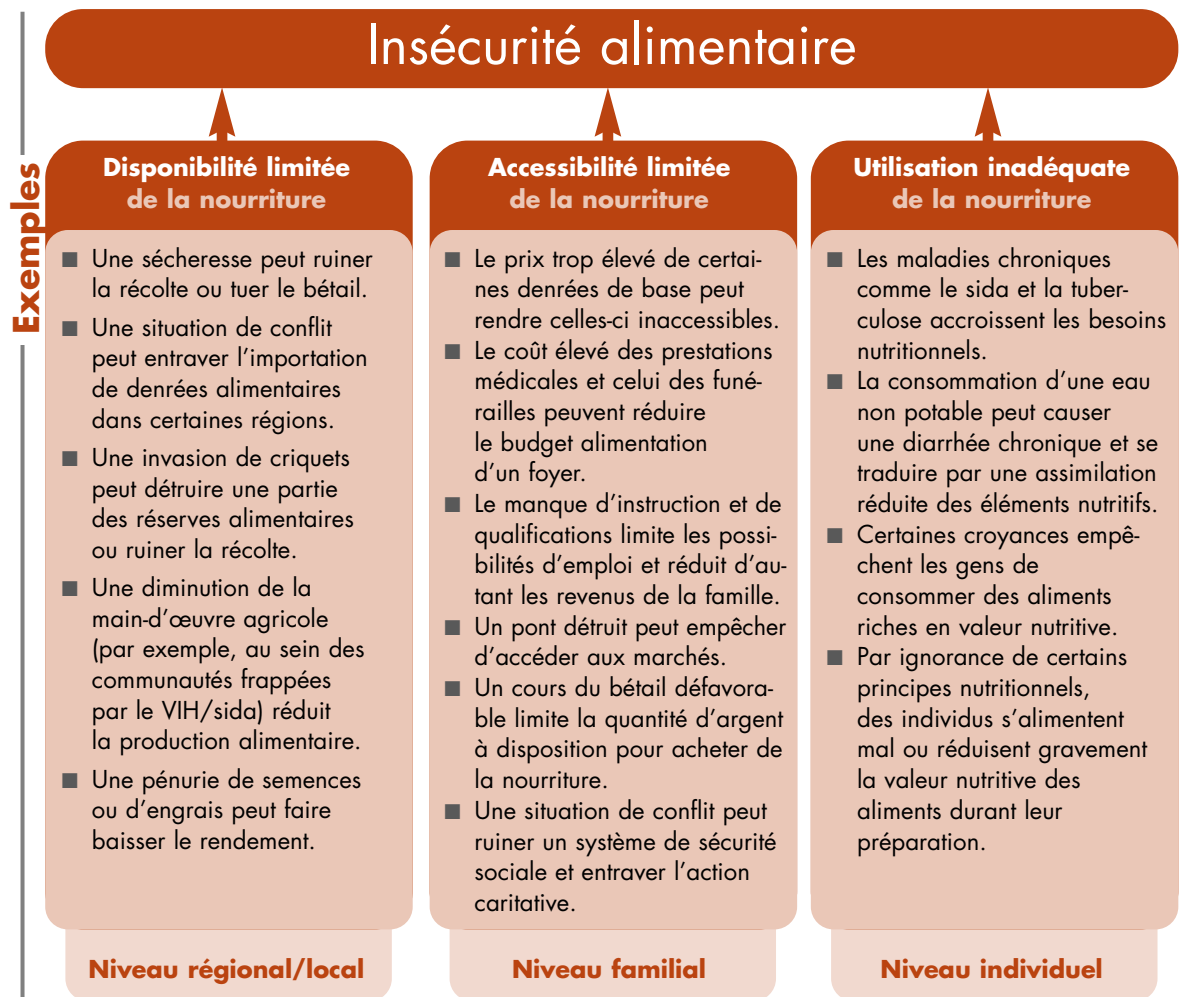 Insécurité alimentaire
Exemples
Disponibilité limitée
de la nourriture
■ Une sécheresse peut ruiner
la récolte ou tuer le bétail.
■ Une situation de conflit
peut entraver l’importation
de denrées alimentaires
dans certaines régions.
■ Une invasion de criquets
peut détruire une partie
des réserves alimentaires
ou ruiner la récolte.
■ Une diminution de la
main-d’œuvre agricole
(par exemple, au sein des
communautés frappées
par le VIH/sida) réduit
la production alimentaire.
■ Une pénurie de semences
ou d’engrais peut faire
baisser le rendement.
Niveau régional/local
Accessibilité limitée
de la nourriture
■ Le prix trop élevé de certai-
nes denrées de base peut
rendre celles-ci inaccessibles.
■ Le coût élevé des prestations
médicales et celui des funé-
railles peuvent réduire
le budget alimentation
d’un foyer.
■ Le manque d’instruction et de
qualifications limite les possi-
bilités d’emploi et réduit d’au-
tant les revenus de la famille.
■ Un pont détruit peut empêcher
d’accéder aux marchés.
■ Un cours du bétail défavora-
ble limite la quantité d’argent
à disposition pour acheter de
la nourriture.
■ Une situation de conflit peut
ruiner un système de sécurité
sociale et entraver l’action
caritative.
Niveau familial
Utilisation inadéquate
de la nourriture
■ Les maladies chroniques
comme le sida et la tuber-
culose accroissent les besoins
nutritionnels.
■ La consommation d’une eau
non potable peut causer
une diarrhée chronique et se
traduire par une assimilation
réduite des éléments nutritifs.
■ Certaines croyances empê-
chent les gens de
consommer des aliments
riches en valeur nutritive.
■ Par ignorance de certains
principes nutritionnels,
des individus s’alimentent
mal ou réduisent gravement
la valeur nutritive des
aliments durant leur
préparation.
Niveau individuel